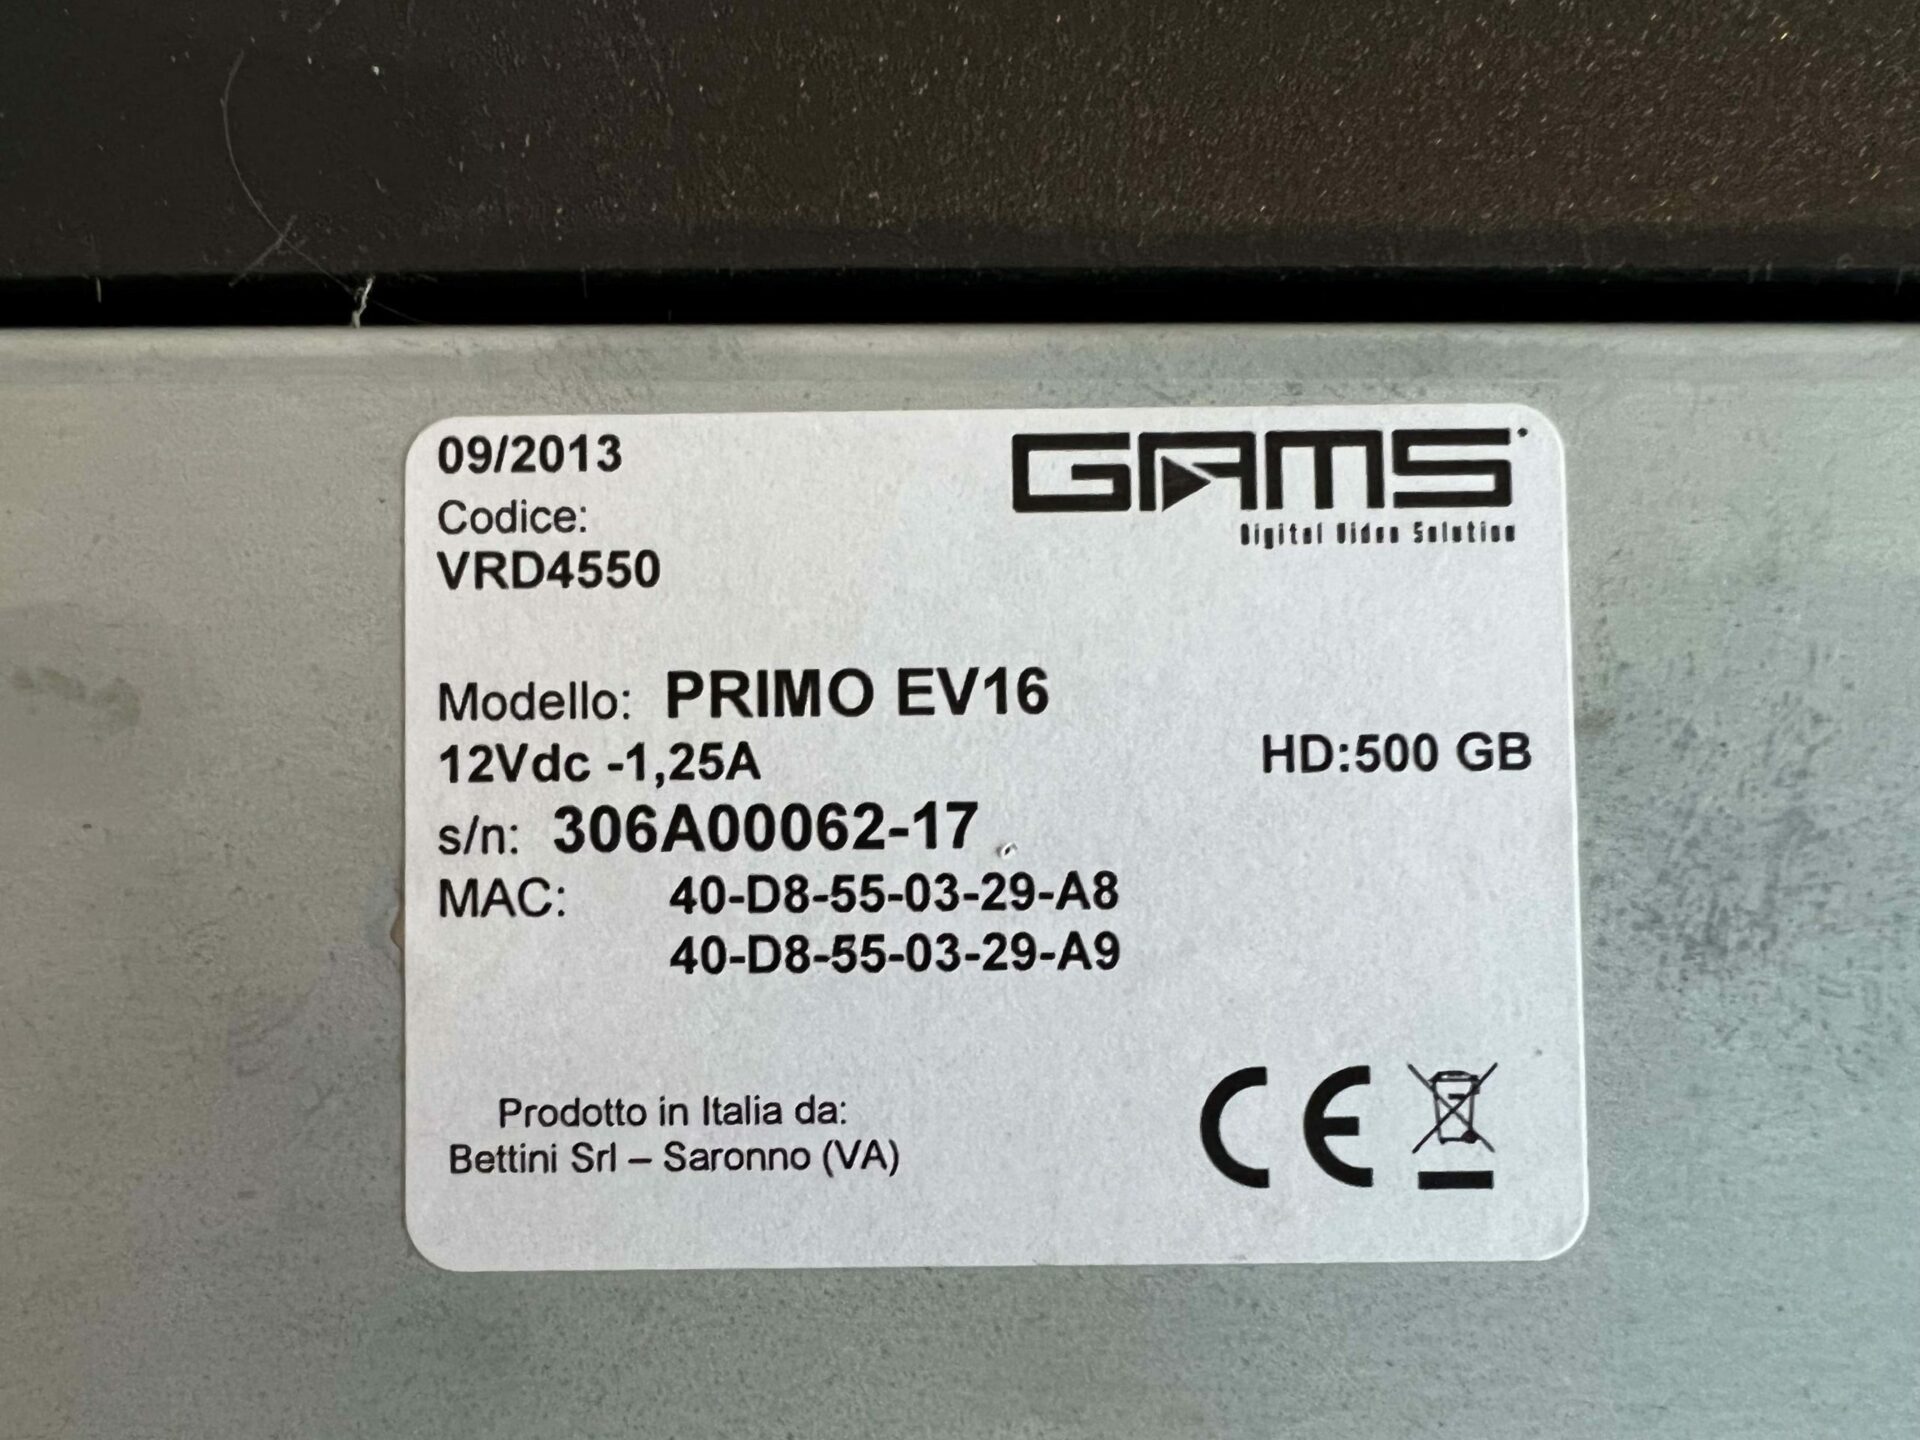 09/2013
GAMS
Digital Video Solution
Codice:
VRD4550
Modello: PRIMO EV16
12Vdc -1,25A
HD:500 GB
s/n: 306A00062-17
MAC: 40-D8-55-03-29-A8
40-D8-55-03-29-A9
Prodotto in Italia da:
Bettini Srl – Saronno (VA)
CE